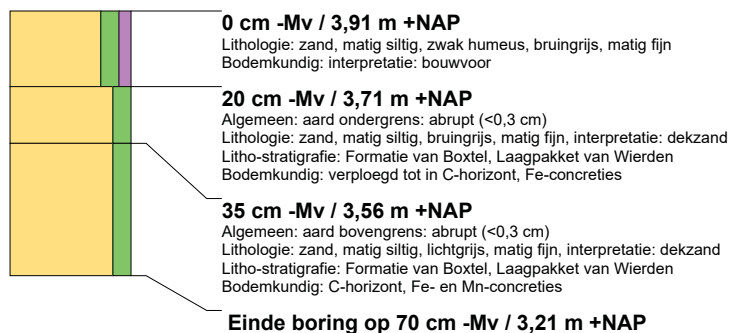 0 cm -Mv / 3,91 m +NAP
Lithologie: zand, matig siltig, zwak humeus, bruingrijs, matig fijn
Bodemkundig: interpretatie: bouwvoor
20 cm -Mv / 3,71 m +NAP
Algemeen: aard ondergrens: abrupt (<0,3 cm)
Lithologie: zand, matig siltig, bruingrijs, matig fijn, interpretatie: dekzand
Litho-stratigrafie: Formatie van Boxtel, Laagpakket van Wierden
Bodemkundig: verploegd tot in C-horizont, Fe-concreties
35 cm -Mv / 3,56 m +NAP
Algemeen: aard bovengrens: abrupt (<0,3 cm)
Lithologie: zand, matig siltig, lichtgrijs, matig fijn, interpretatie: dekzand
Litho-stratigrafie: Formatie van Boxtel, Laagpakket van Wierden
Bodemkundig: C-horizont, Fe- en Mn-concreties
Einde boring op 70 cm -Mv / 3,21 m +NAP